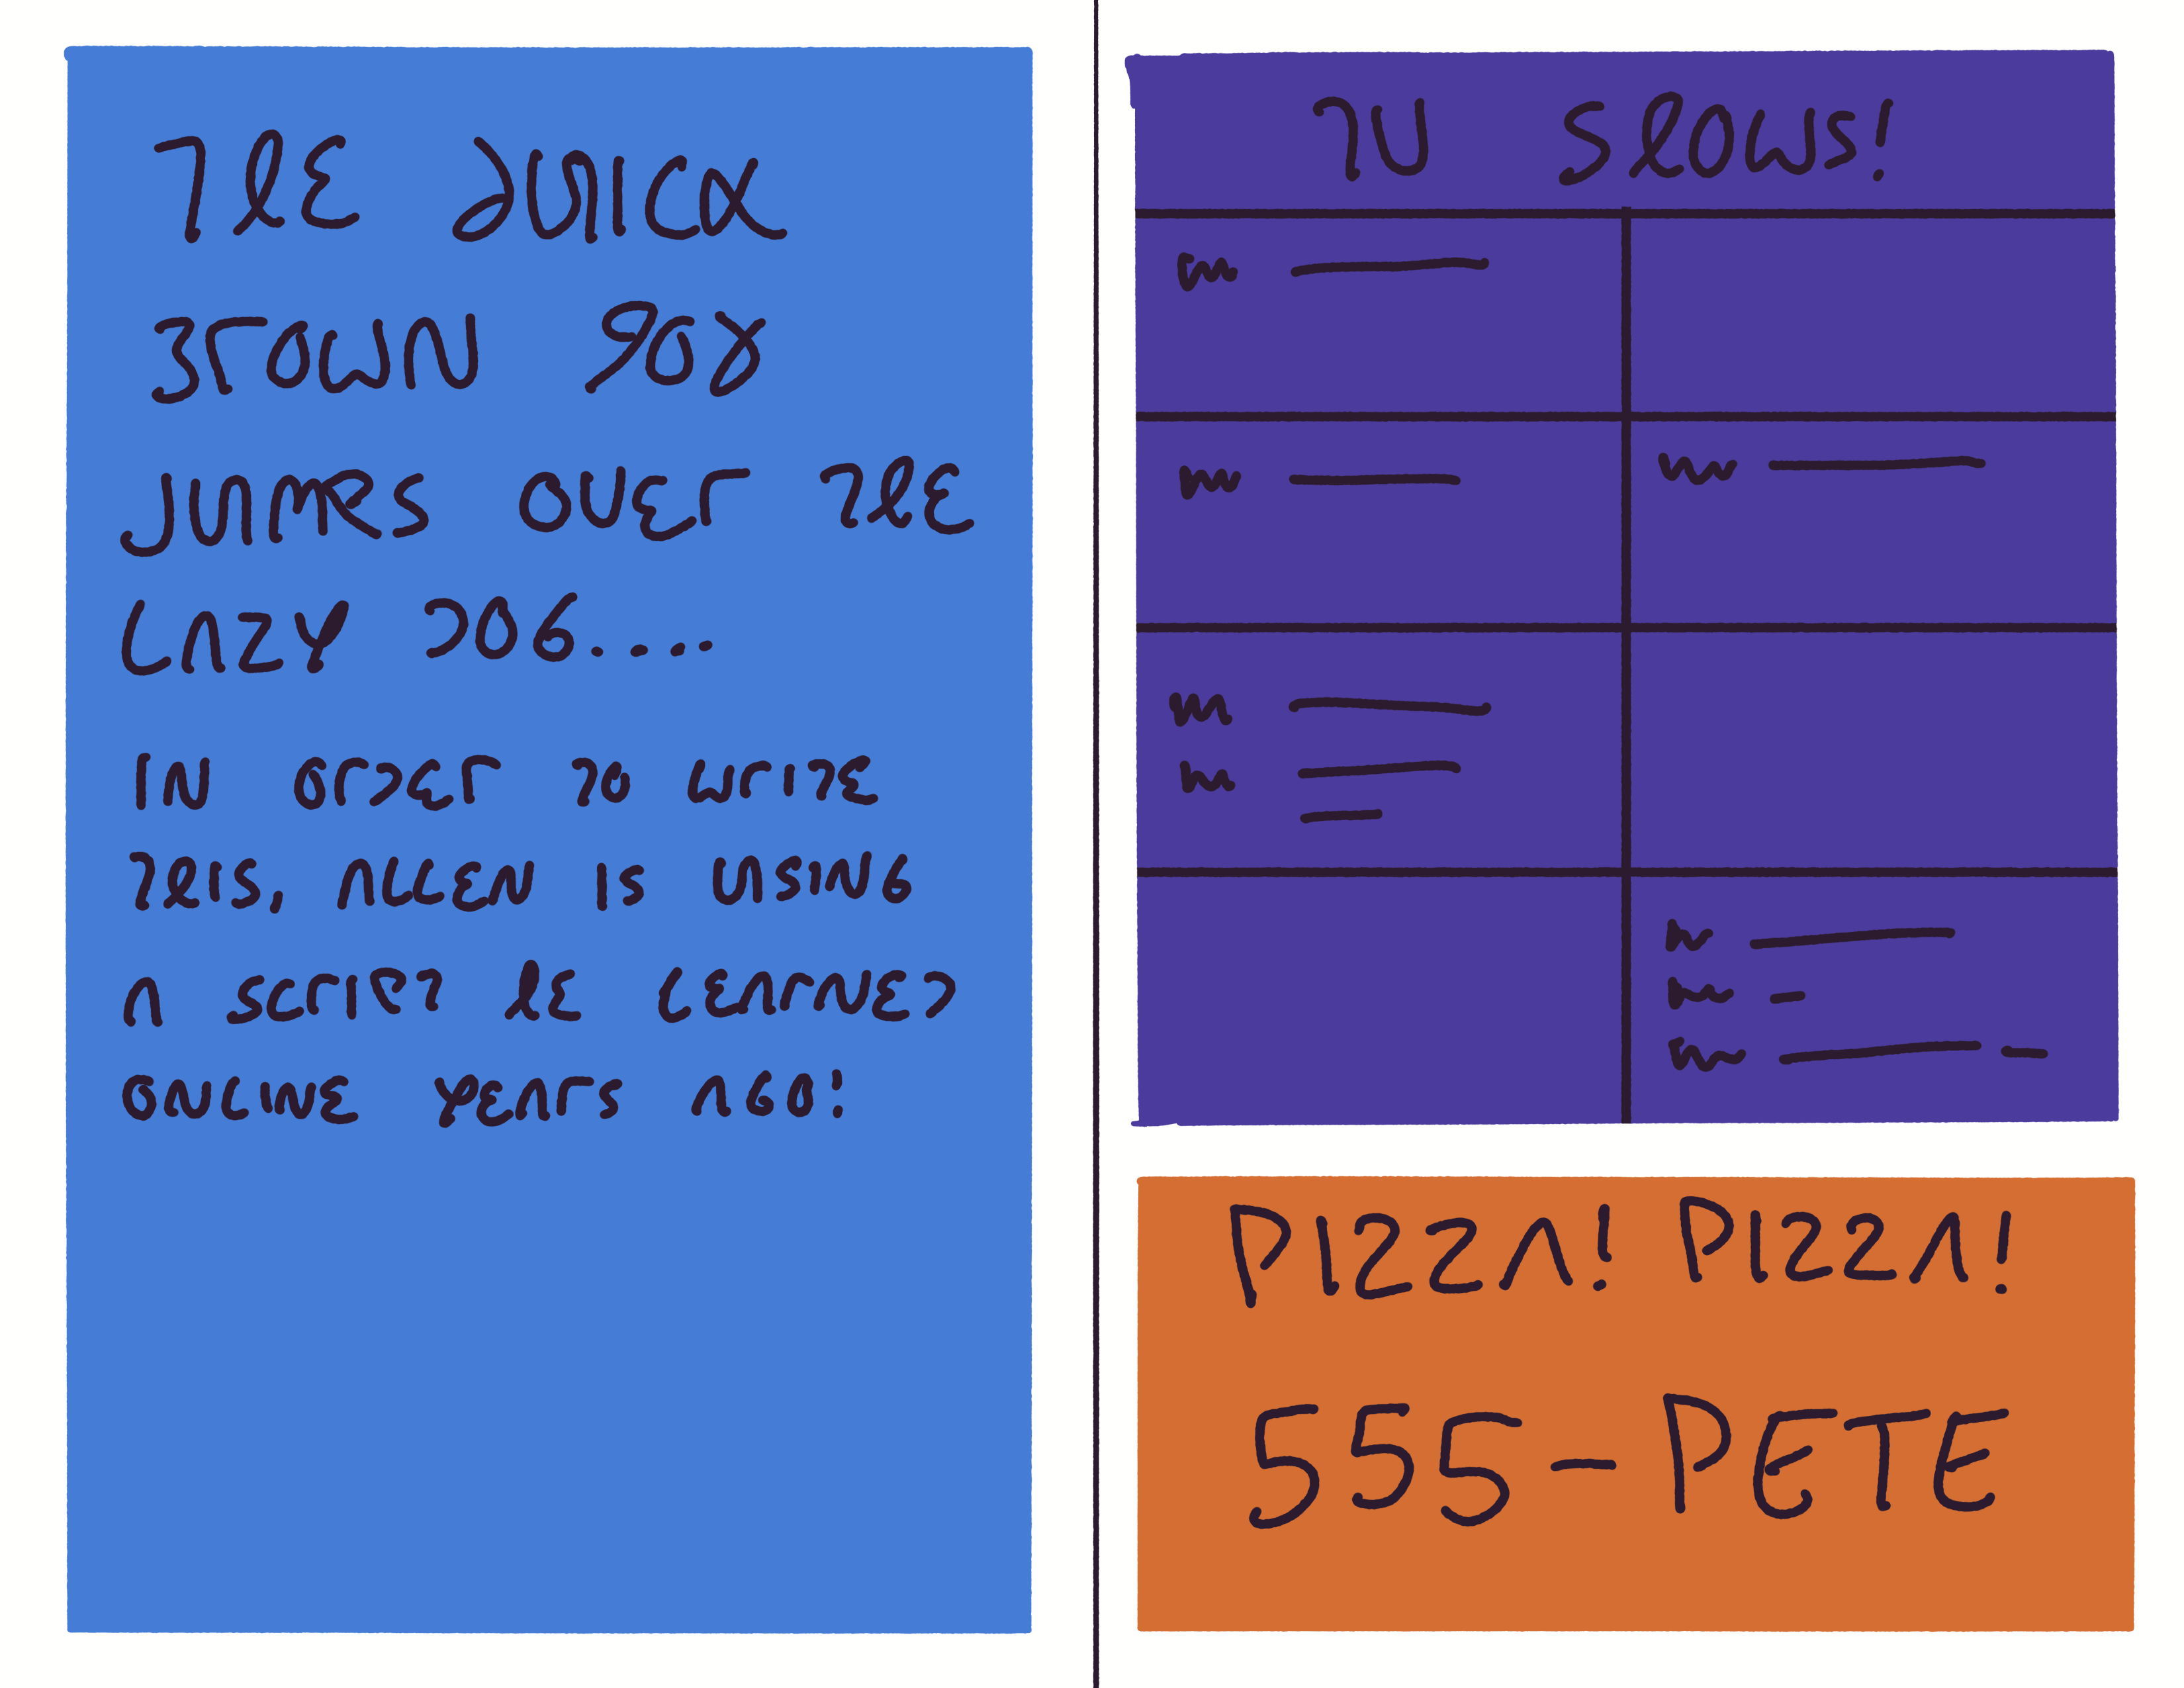 THE QUICK
BROWN FOX
JUMPS OVER THE
LAZY DOG....
IN ORDER TO WRITE
THIS, ALLEN IS USING
A SCRIPT HE LEARNED
ONLINE YEARS AGO!
TV SHOWS!
PIZZA! PIZZA!
555-PETE